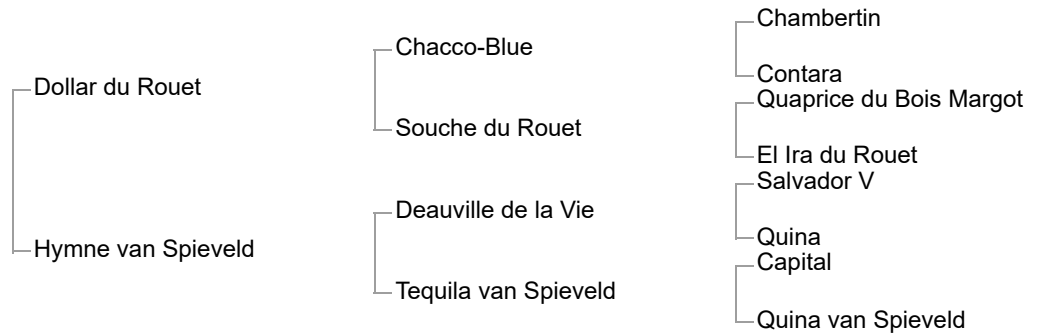 Chambertin
Chacco-Blue
Contara
Dollar du Rouet
Quaprice du Bois Margot
Souche du Rouet
El Ira du Rouet
Salvador V
Deauville de la Vie
Quina
Hymne van Spieveld
Capital
Tequila van Spieveld
Quina van Spieveld